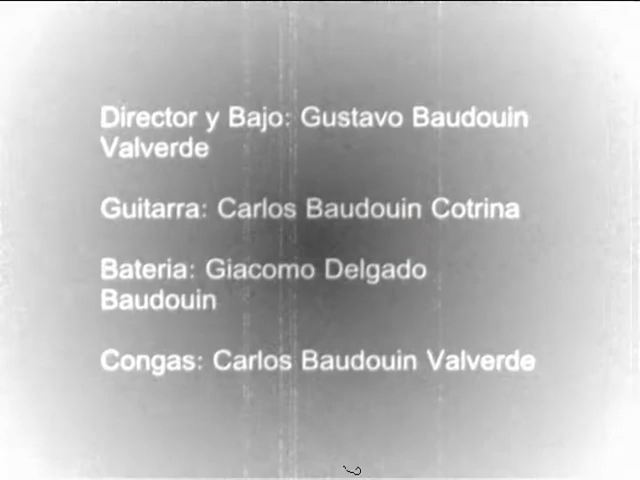 Director y Bajo: Gustavo Baudouin
Valverde
Guitarra: Carlos Baudouin Cotrina
Bateria: Giacomo Delgado
Baudouin
Congas: Carlos Baudouin Valverde